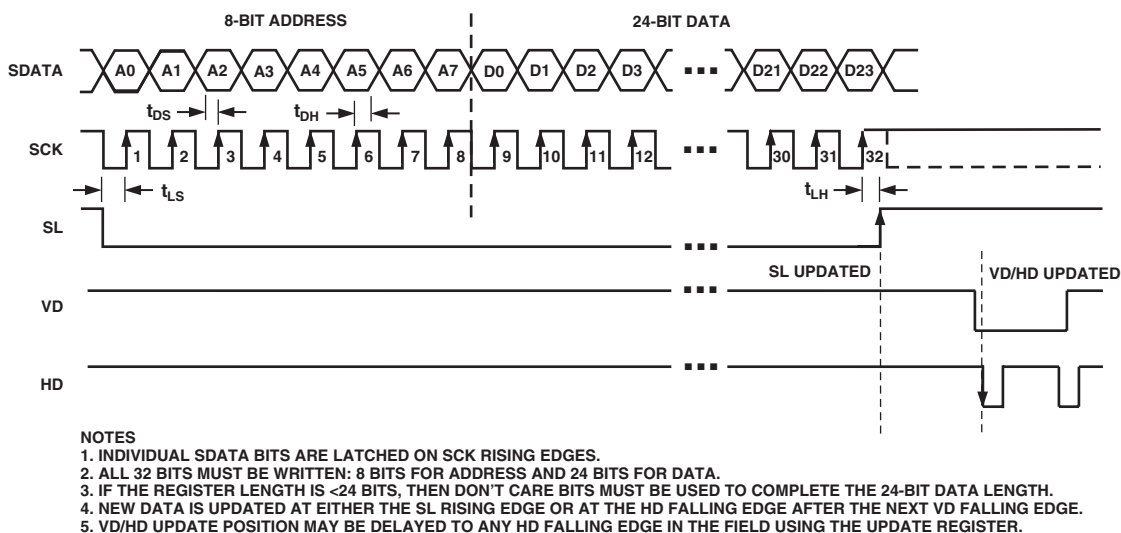 8-BIT ADDRESS 24-BIT DATA
SDATA A0 A1 A2 A3 A4 A5 A6 A7 D0 D1 D2 D3 D21 D22 D23
tDS tDH
SCK 1 2 3 4 5 6 7 8 9 10 11 12 30 31 32
tLS tLH
SL
SL UPDATED VD/HD UPDATED
VD
HD
NOTES
1. INDIVIDUAL SDATA BITS ARE LATCHED ON SCK RISING EDGES.
2. ALL 32 BITS MUST BE WRITTEN: 8 BITS FOR ADDRESS AND 24 BITS FOR DATA.
3. IF THE REGISTER LENGTH IS <24 BITS, THEN DON'T CARE BITS MUST BE USED TO COMPLETE THE 24-BIT DATA LENGTH.
4. NEW DATA IS UPDATED AT EITHER THE SL RISING EDGE OR AT THE HD FALLING EDGE AFTER THE NEXT VD FALLING EDGE.
5. VD/HD UPDATE POSITION MAY BE DELAYED TO ANY HD FALLING EDGE IN THE FIELD USING THE UPDATE REGISTER.